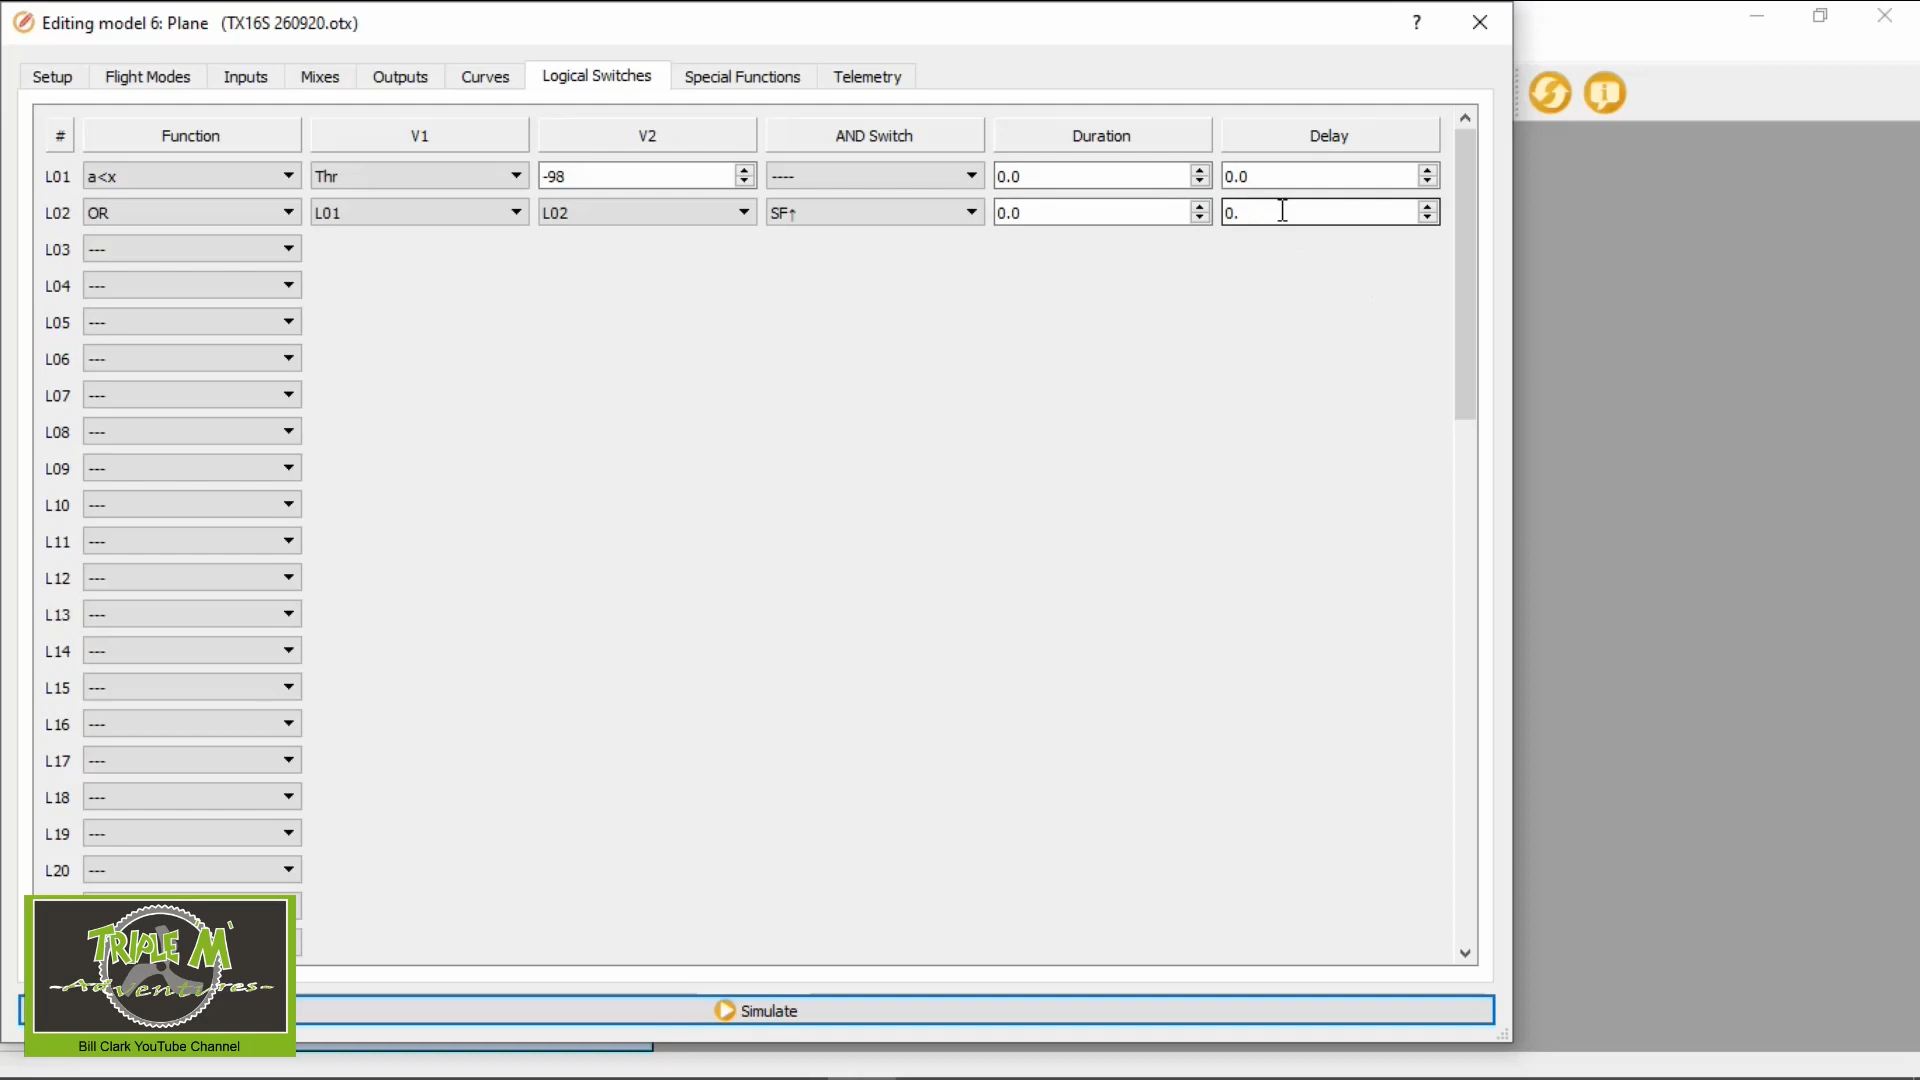 Editing model 6: Plane (TX16S 260920.otx) ?
Setup Flight Modes Inputs Mixes Outputs Curves Logical Switches Special Functions Telemetry
# Function V1 V2 AND Switch Duration Delay
L01 a<x Thr -98 ---- 0.0 0.0
L02 OR L01 L02 SF↑ 0.0 0.
L03 ---
L04 ---
L05 ---
L06 ---
L07 ---
L08 ---
L09 ---
L10 ---
L11 ---
L12 ---
L13 ---
L14 ---
L15 ---
L16 ---
L17 ---
L18 ---
L19 ---
L20 ---
TRIPLE M
-Adventures-
Bill Clark YouTube Channel
Simulate